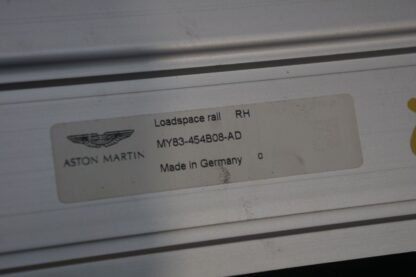 Loadspace rail RH
MY83-454B08-AD
ASTON MARTIN
Made in Germany 0